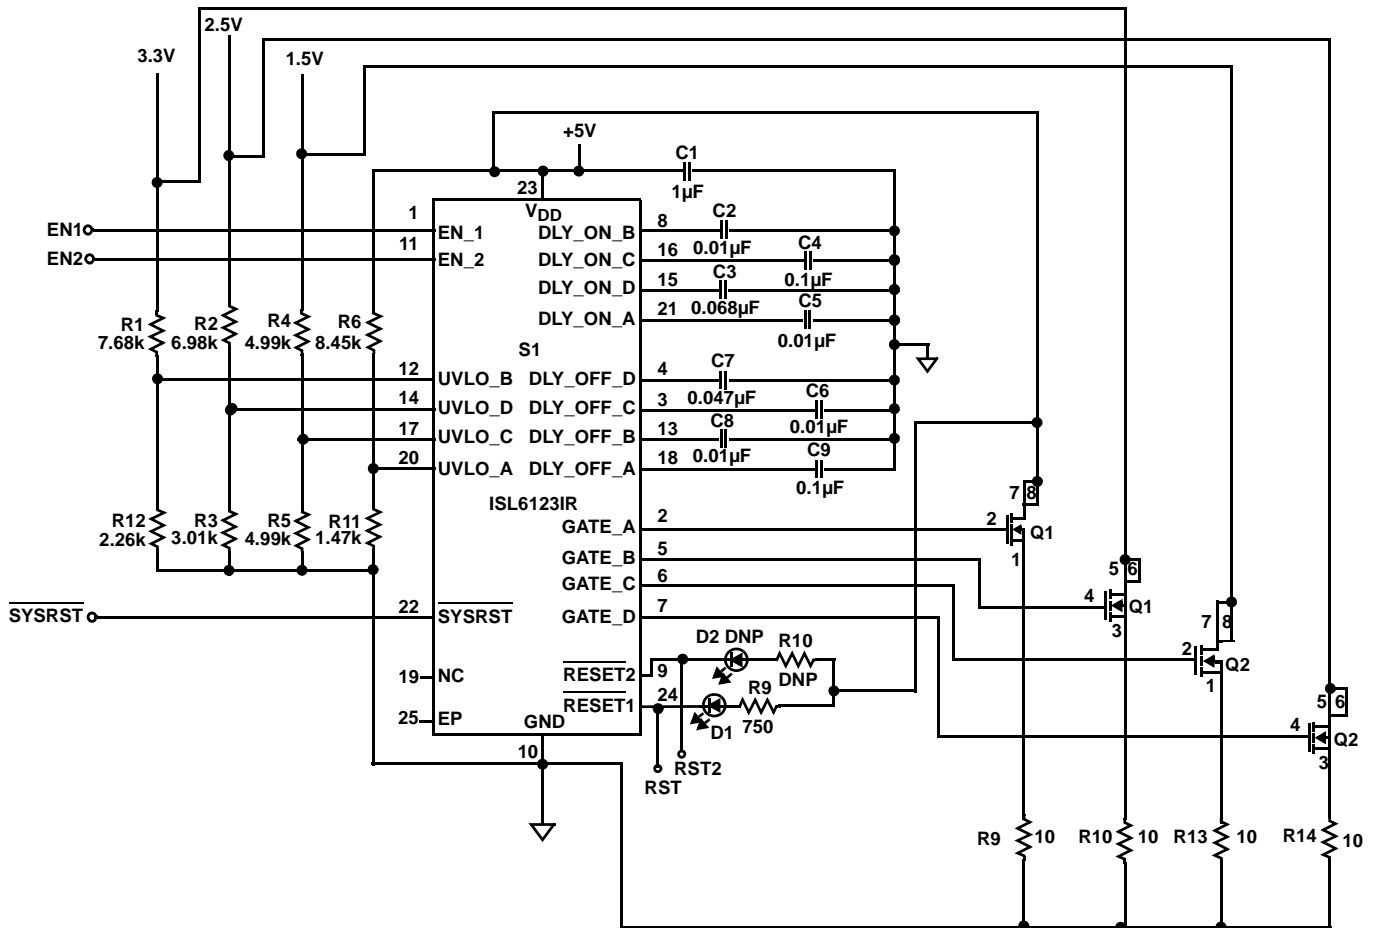 2.5V
3.3V
1.5V
+5V
C1
1µF
23
VDD
1
EN1
EN_1
11
EN2
EN_2
DLY_ON_B
8
C2
0.01µF
DLY_ON_C
16
C4
0.1µF
DLY_ON_D
15
C3
0.068µF
DLY_ON_A
21
C5
0.01µF
R1
7.68k
R2
6.98k
R4
4.99k
R6
8.45k
S1
12
UVLO_B
DLY_OFF_D
4
C7
0.047µF
14
UVLO_D
DLY_OFF_C
3
C6
0.01µF
17
UVLO_C
DLY_OFF_B
13
C8
0.01µF
20
UVLO_A
DLY_OFF_A
18
C9
0.1µF
ISL6123IR
R12
2.26k
R3
3.01k
R5
4.99k
R11
1.47k
GATE_A
2
GATE_B
5
GATE_C
6
GATE_D
7
7 8
2
Q1
1
5 6
4
Q1
3
7 8
2
Q2
1
5 6
4
Q2
3
SYSRST
22
SYSRST
D2 DNP
R10
DNP
RESET2
9
19
NC
RESET1
24
R9
750
D1
25
EP
GND
10
RST2
RST
R9
10
R10
10
R13
10
R14
10